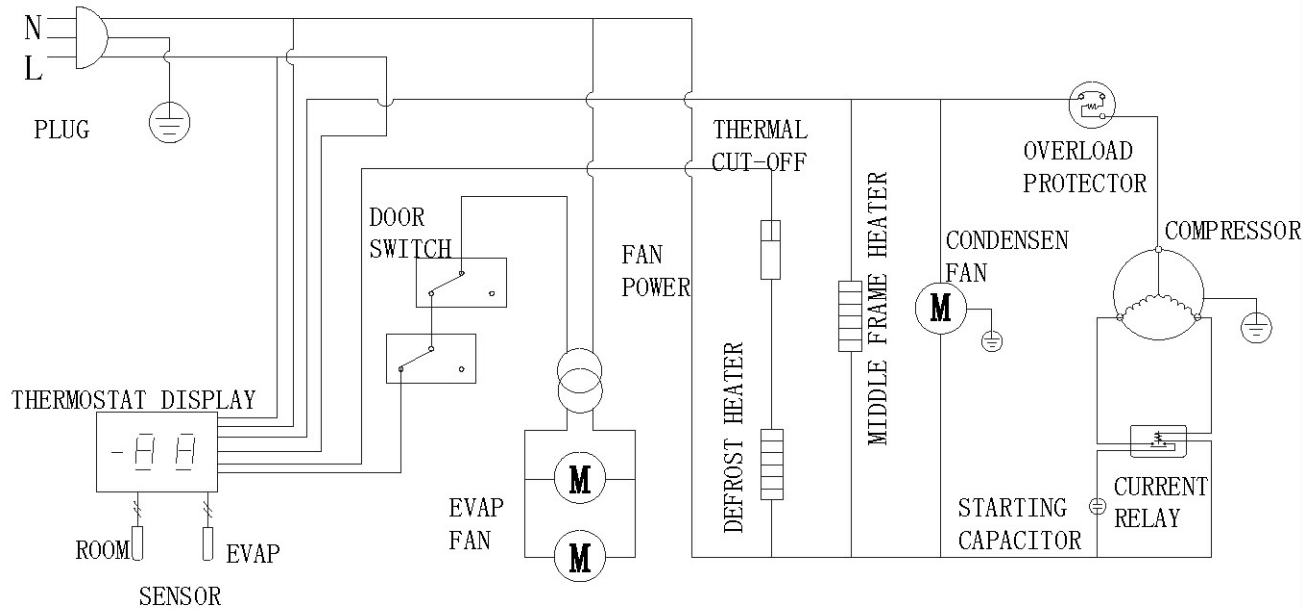 N
L
PLUG
THERMAL
CUT-OFF
OVERLOAD
PROTECTOR
DOOR
SWITCH
FAN
POWER
MIDDLE FRAME HEATER
CONDENSEN
FAN
M
COMPRESSOR
THERMOSTAT DISPLAY
-88
DEFROST HEATER
M
EVAP
FAN
M
STARTING
CAPACITOR
CURRENT
RELAY
ROOM
EVAP
SENSOR